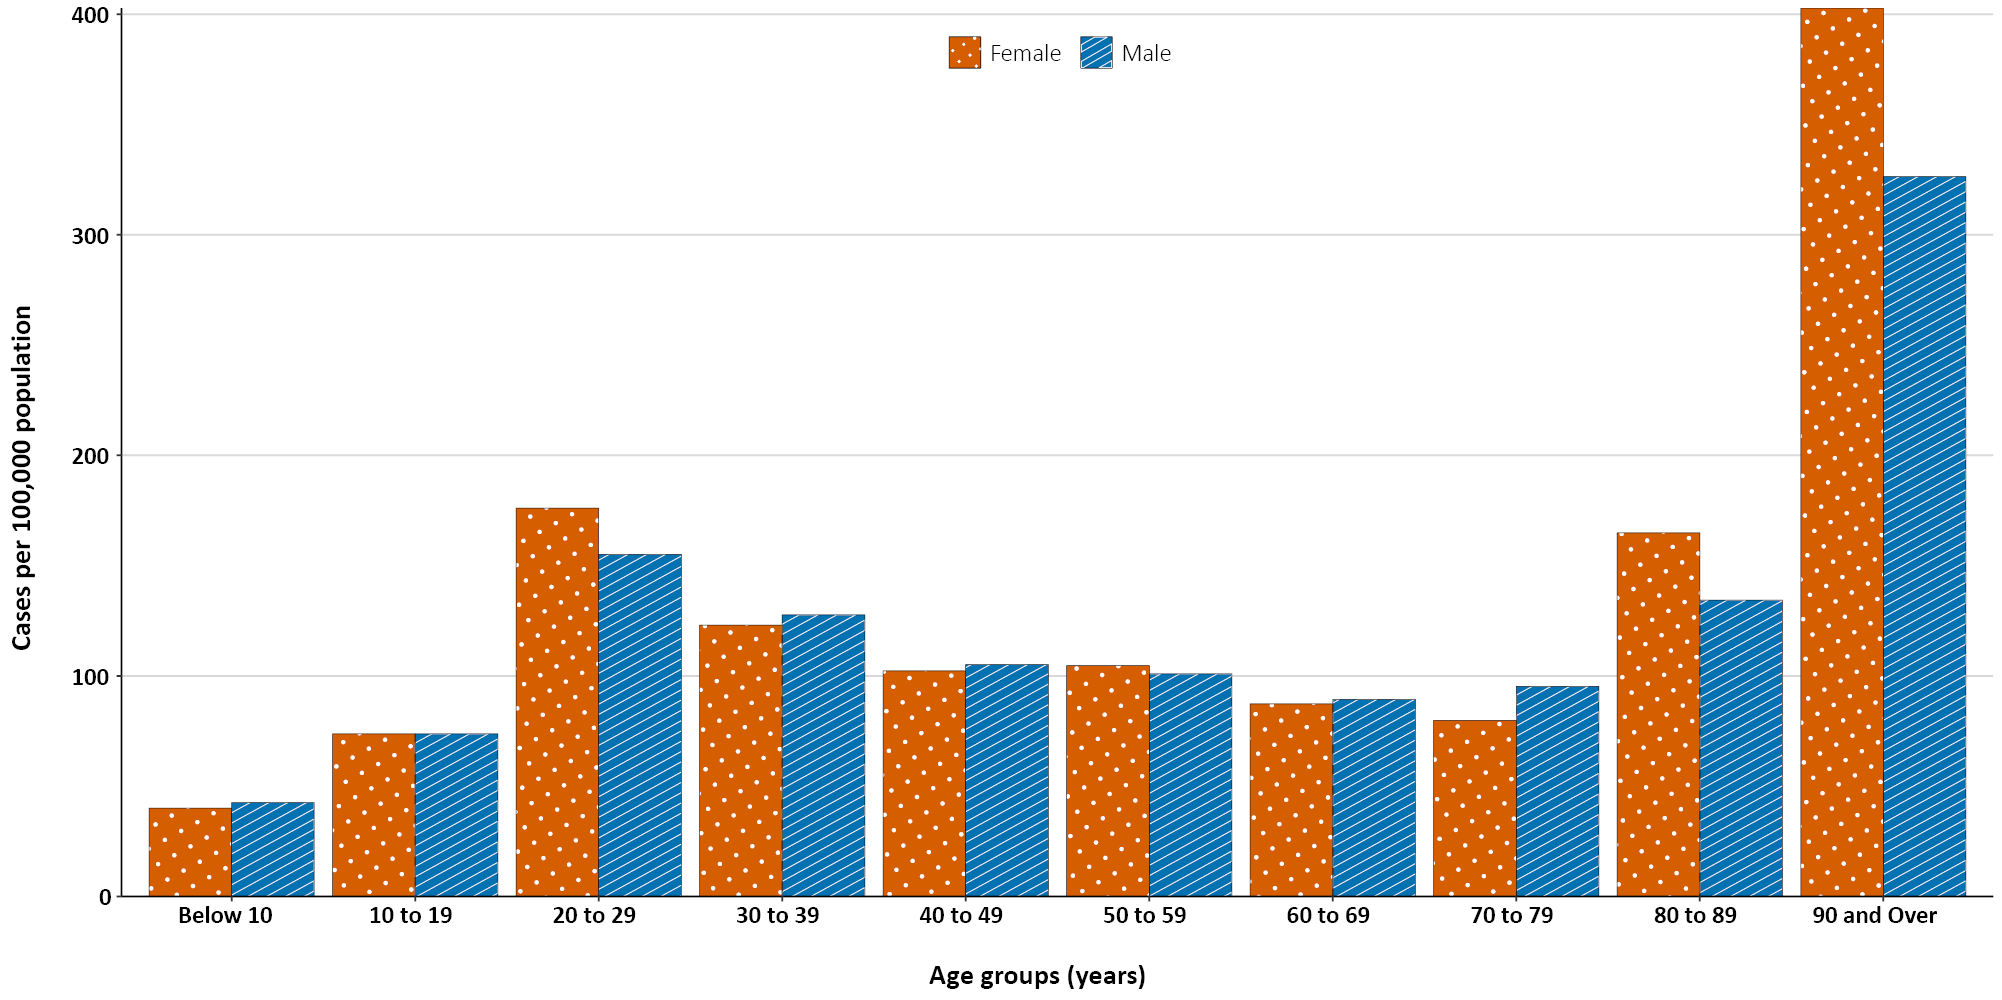 400
Female
Male
300
200
100
0
Cases per 100,000 population
Below 10
10 to 19
20 to 29
30 to 39
40 to 49
50 to 59
60 to 69
70 to 79
80 to 89
90 and Over
Age groups (years)